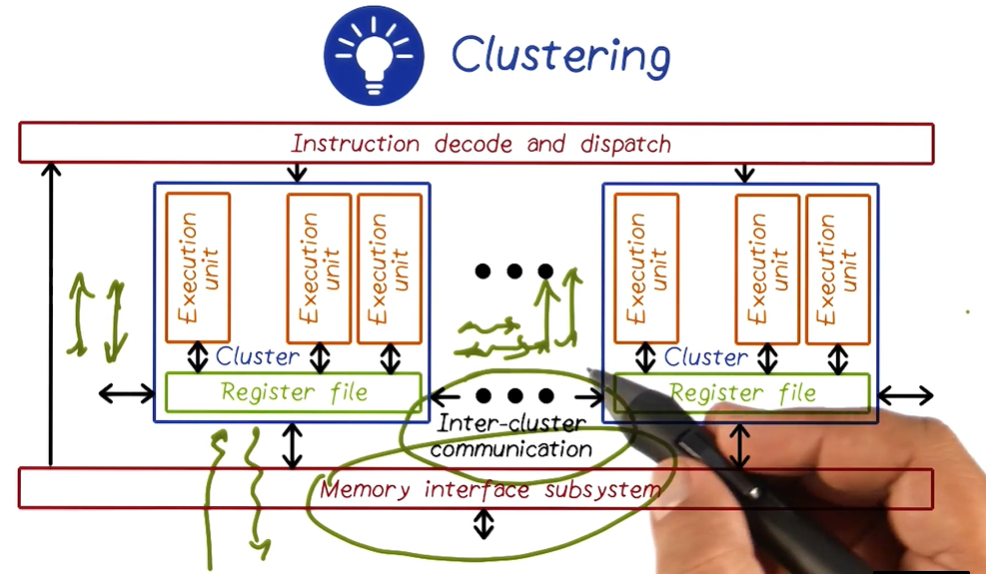 Clustering
Instruction decode and dispatch
Execution
unit
Execution
unit
Execution
unit
Execution
unit
Execution
unit
Execution
unit
Cluster
Cluster
Register file
Register file
Inter-cluster
communication
Memory interface subsystem